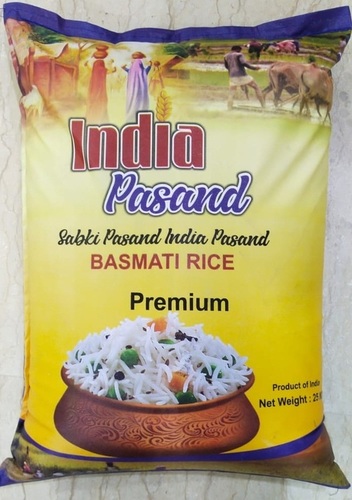 India
Pasand
Sabki Pasand India Pasand
BASMATI RICE
Premium
Product of India
Net Weight : 25